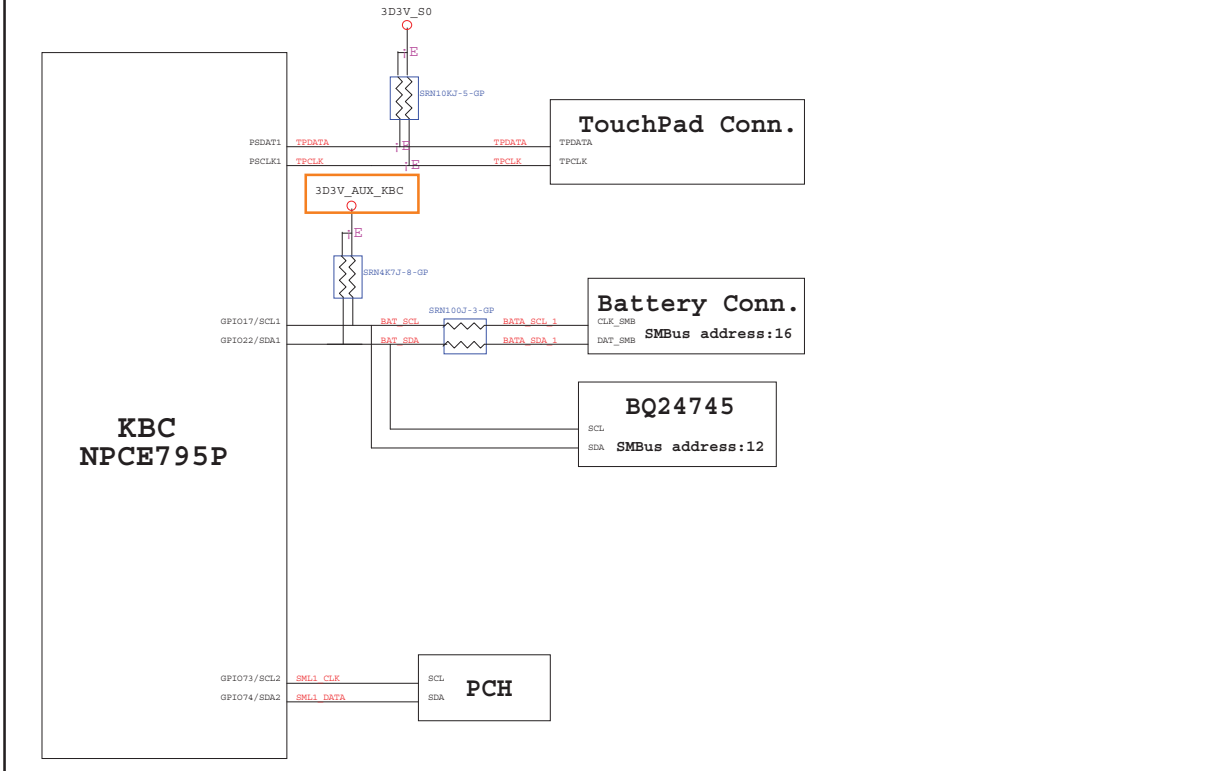 3D3V_S0
E
SRN10KJ-5-GP
TouchPad Conn.
PSDAT1 TPDATA E TPDATA TPDATA
PSCLK1 TPCLK E TPCLK TPCLK
3D3V_AUX_KBC
E
SRN4K7J-8-GP
Battery Conn.
SRN100J-3-GP
GPIO17/SCL1 BAT_SCL BATA_SCL_1 CLK_SMB
SMBus address:16
GPIO22/SDA1 BAT_SDA BATA_SDA_1 DAT_SMB
BQ24745
SCL
SDA SMBus address:12
KBC
NPCE795P
GPIO73/SCL2 SML1_CLK SCL
PCH
GPIO74/SDA2 SML1_DATA SDA